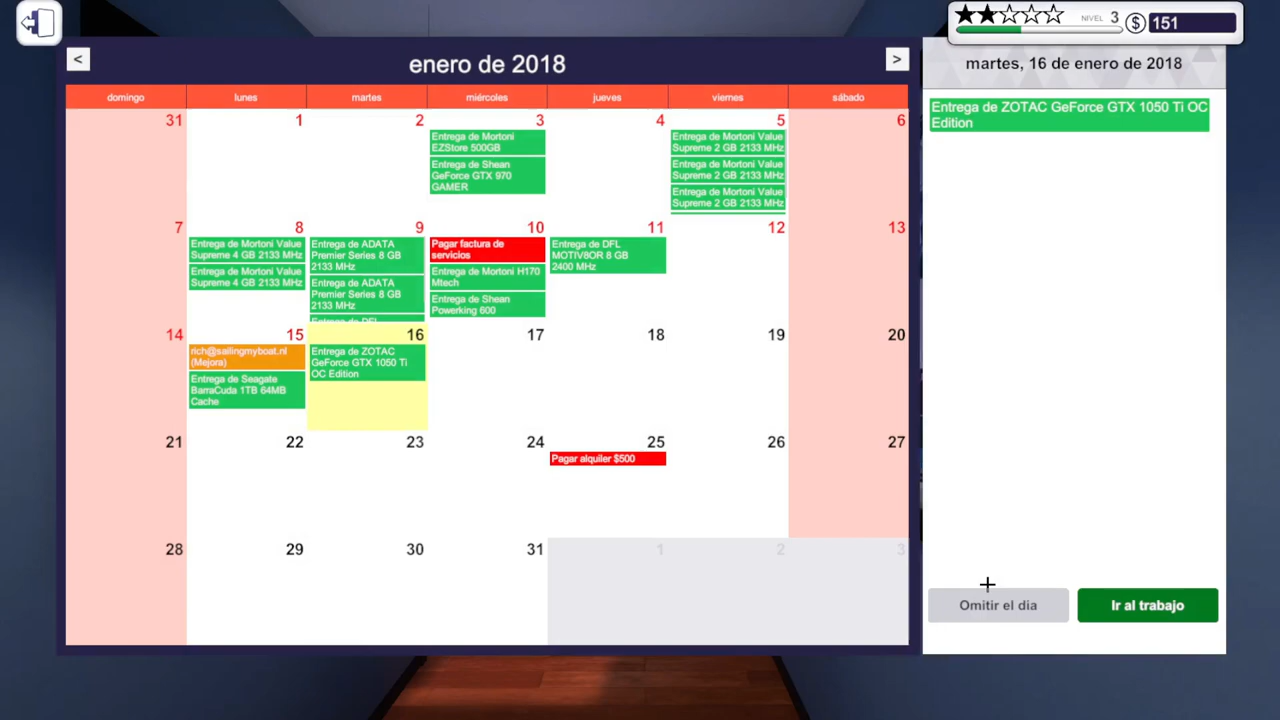 NIVEL 3
$ 151
<
enero de 2018
>
domingo
lunes
martes
miércoles
jueves
viernes
sábado
31
1
2
3
Entrega de Mortoni
EZStore 500GB
Entrega de Shean
GeForce GTX 970
GAMER
4
5
Entrega de Mortoni Value
Supreme 2 GB 2133 MHz
Entrega de Mortoni Value
Supreme 2 GB 2133 MHz
Entrega de Mortoni Value
Supreme 2 GB 2133 MHz
6
7
8
Entrega de Mortoni Value
Supreme 4 GB 2133 MHz
Entrega de Mortoni Value
Supreme 4 GB 2133 MHz
9
Entrega de ADATA
Premier Series 8 GB
2133 MHz
Entrega de ADATA
Premier Series 8 GB
2133 MHz
Entrega de DFL
10
Pagar factura de
servicios
Entrega de Mortoni H170
Mtech
Entrega de Shean
Powerking 600
11
Entrega de DFL
MOTIV8OR 8 GB
2400 MHz
12
13
14
15
rich@sailingmyboat.nl
(Mejora)
Entrega de Seagate
BarraCuda 1TB 64MB
Cache
16
Entrega de ZOTAC
GeForce GTX 1050 Ti
OC Edition
17
18
19
20
21
22
23
24
25
Pagar alquiler $500
26
27
28
29
30
31
1
2
3
martes, 16 de enero de 2018
Entrega de ZOTAC GeForce GTX 1050 Ti OC
Edition
Omitir el dia
Ir al trabajo